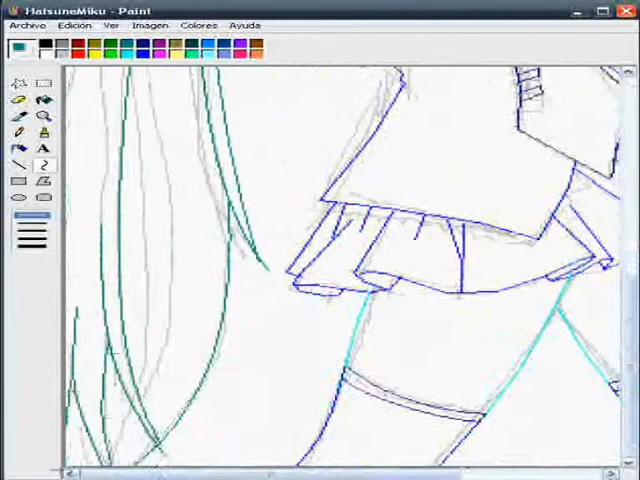 HatsuneMiku - Paint
Archivo Edición Ver Imagen Colores Ayuda
A